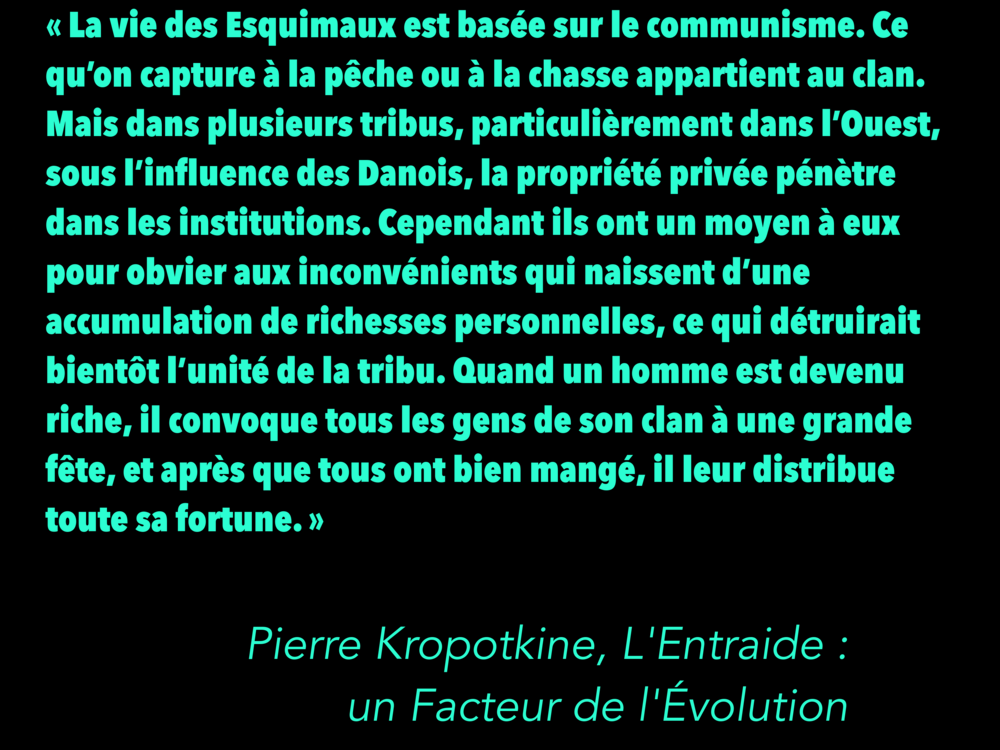 « La vie des Esquimaux est basée sur le communisme. Ce
qu’on capture à la pêche ou à la chasse appartient au clan.
Mais dans plusieurs tribus, particulièrement dans l’Ouest,
sous l’influence des Danois, la propriété privée pénètre
dans les institutions. Cependant ils ont un moyen à eux
pour obvier aux inconvénients qui naissent d’une
accumulation de richesses personnelles, ce qui détruirait
bientôt l’unité de la tribu. Quand un homme est devenu
riche, il convoque tous les gens de son clan à une grande
fête, et après que tous ont bien mangé, il leur distribue
toute sa fortune. »
Pierre Kropotkine, L'Entraide :
un Facteur de l'Évolution